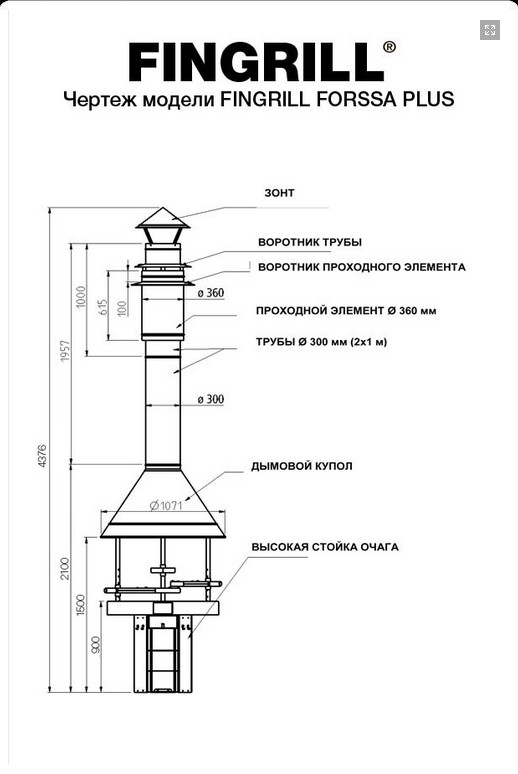 FINGRILL®
Чертеж модели FINGRILL FORSSA PLUS
ЗОНТ
ВОРОТНИК ТРУБЫ
ВОРОТНИК ПРОХОДНОГО ЭЛЕМЕНТА
ø 360
1000
615
100
ПРОХОДНОЙ ЭЛЕМЕНТ Ø 360 мм
ТРУБЫ Ø 300 мм (2x1 м)
1957
ø 300
4376
ДЫМОВОЙ КУПОЛ
Ø1071
ВЫСОКАЯ СТОЙКА ОЧАГА
2100
1500
900